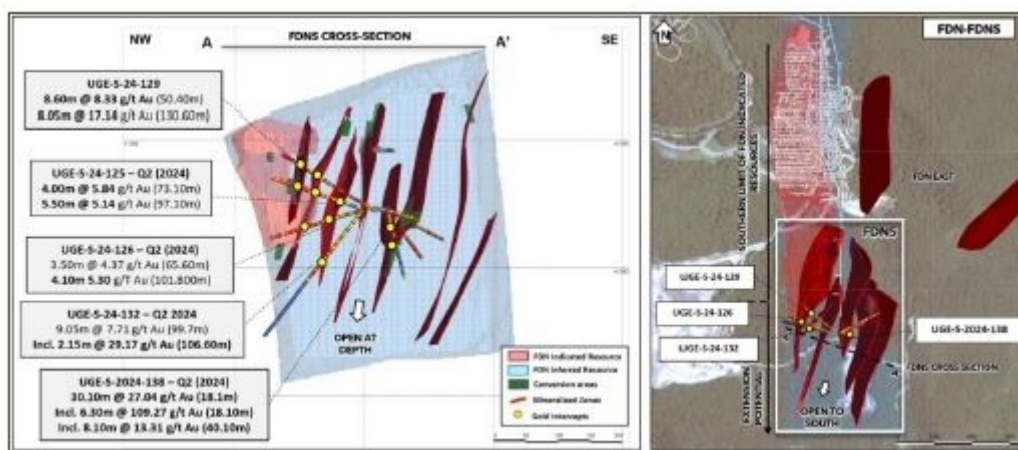 NW
A
FDNS CROSS-SECTION
A'
SE
UGE-S-24-129
8.60m @ 8.33 g/t Au (50.40m)
8.05m @ 17.14 g/t Au (130.60m)
UGE-S-24-125 – Q2 (2024)
4.00m @ 5.84 g/t Au (73.10m)
5.50m @ 5.14 g/t Au (97.10m)
UGE-S-24-126 – Q2 (2024)
3.50m @ 4.37 g/t Au (65.60m)
4.10m 5.30 g/T Au (101.800m)
UGE-S-24-132 – Q2 2024
9.05m @ 7.71 g/t Au (99.7m)
Incl. 2.15m @ 29.17 g/t Au (106.60m)
UGE-S-2024-138 – Q2 (2024)
30.10m @ 27.04 g/t Au (18.1m)
Incl. 6.30m @ 109.27 g/t Au (18.10m)
Incl. 8.10m @ 13.31 g/t Au (40.10m)
OPEN AT
DEPTH
FDN Indicated Resource
FDN Inferred Resource
Conversion areas
Mineralized Zones
Gold Intercepts
N
FDN-FDNS
SOUTHERN LIMIT OF FDN INDICATED
RESOURCES
FDN EAST
FDNS
UGE-S-24-129
UGE-S-24-126
UGE-S-24-132
UGE-S-2024-138
A
A'
FDNS CROSS-SECTION
EXTENSION
POTENTIAL
OPEN TO
SOUTH